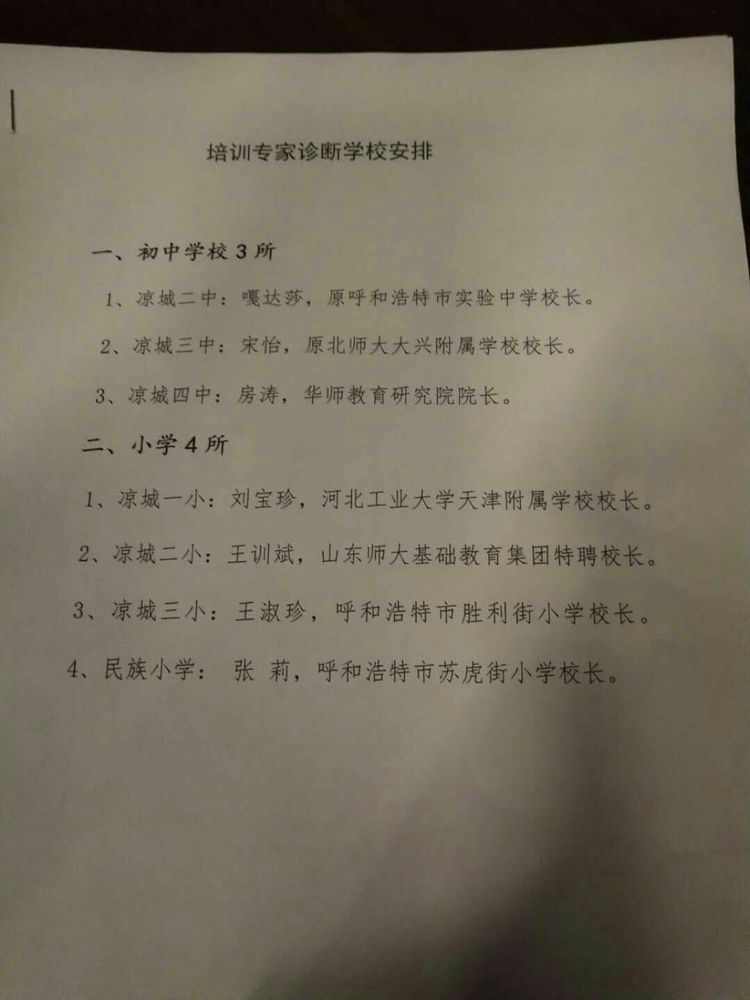 培训专家诊断学校安排
一、初中学校 3 所
1、凉城二中：嘎达莎，原呼和浩特市实验中学校长。
2、凉城三中：宋怡，原北师大大兴附属学校校长。
3、凉城四中：房涛，华师教育研究院院长。
二、小学 4 所
1、凉城一小：刘宝珍，河北工业大学天津附属学校校长。
2、凉城二小：王训斌，山东师大基础教育集团特聘校长。
3、凉城三小：王淑珍，呼和浩特市胜利街小学校长。
4、民族小学： 张 莉，呼和浩特市苏虎街小学校长。